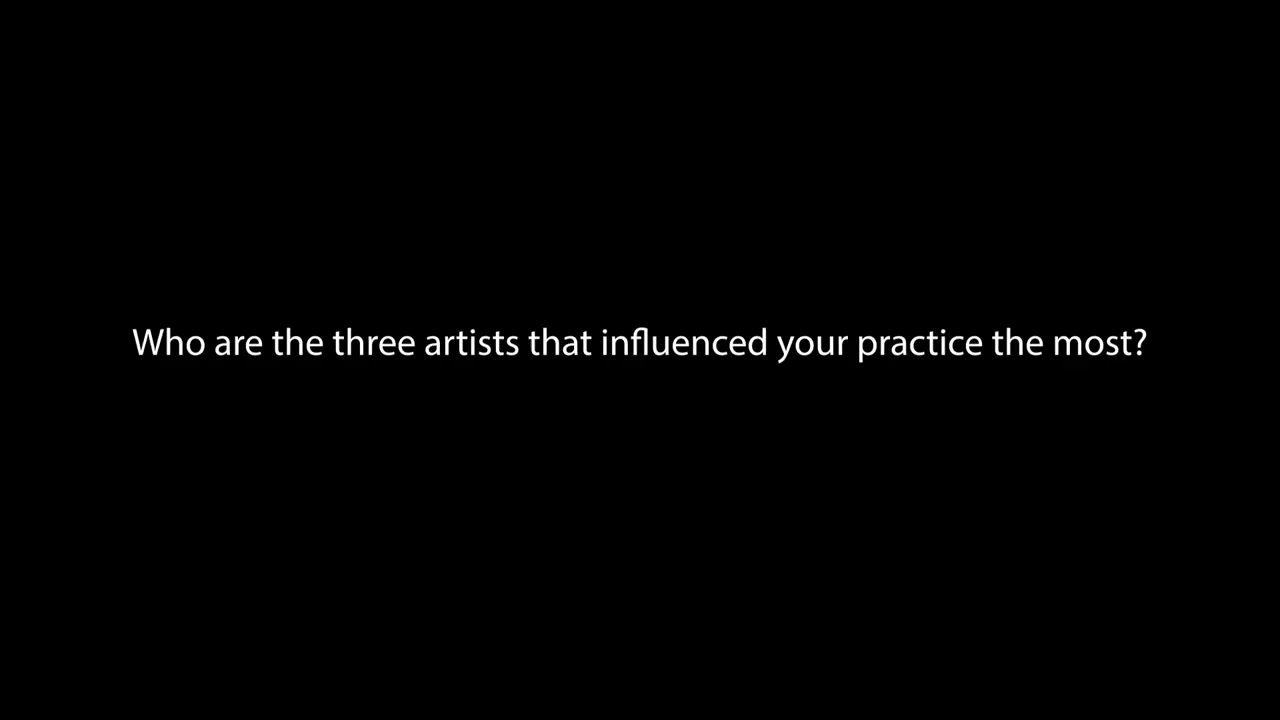 Who are the three artists that influenced your practice the most?